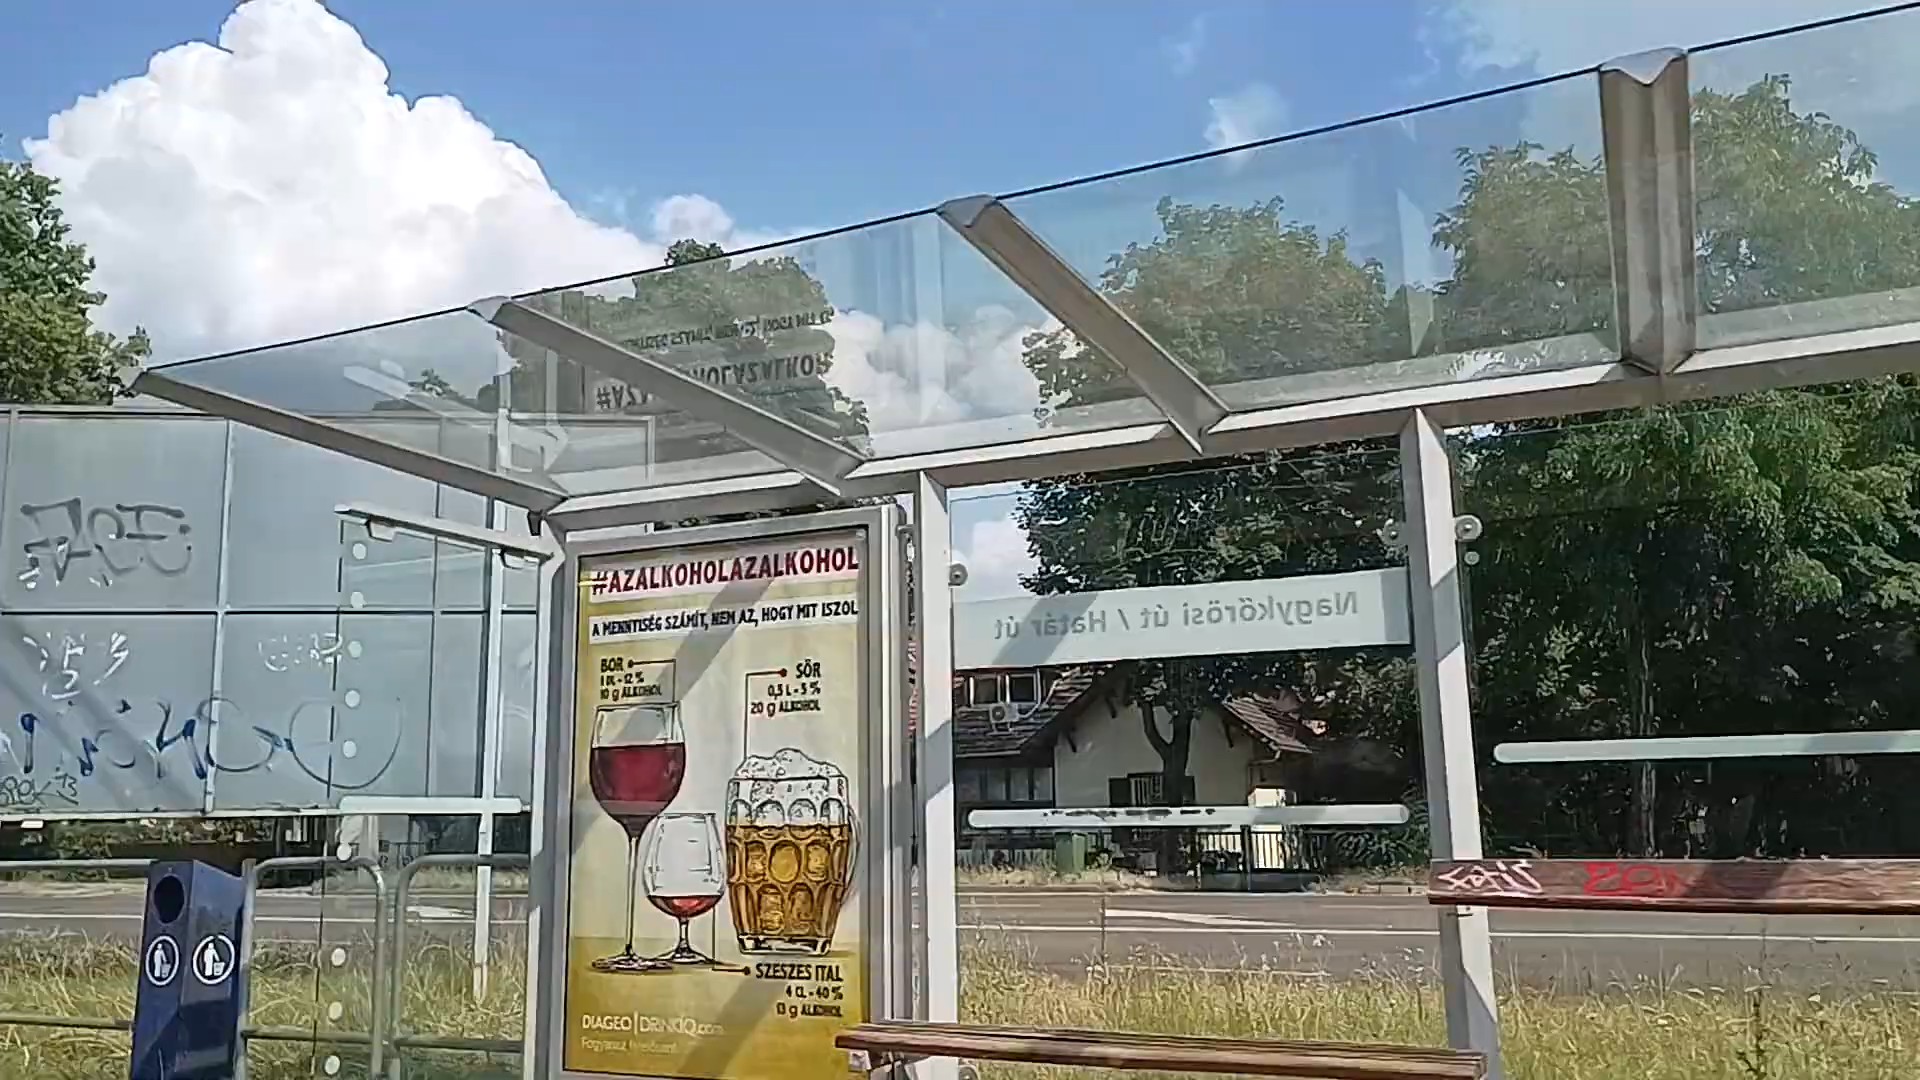 #AZALKOHOLAZALKOHOL
A MENNYISÉG SZÁMÍT, NEM AZ, HOGY MIT ISZOL
BOR
1 DL - 12 %
10 g ALKOHOL
SÖR
0,5 L - 5 %
20 g ALKOHOL
SZESZES ITAL
4 CL - 40 %
13 g ALKOHOL
DIAGEO | DRINKiQ.com
Nagykőrösi út / Határ út